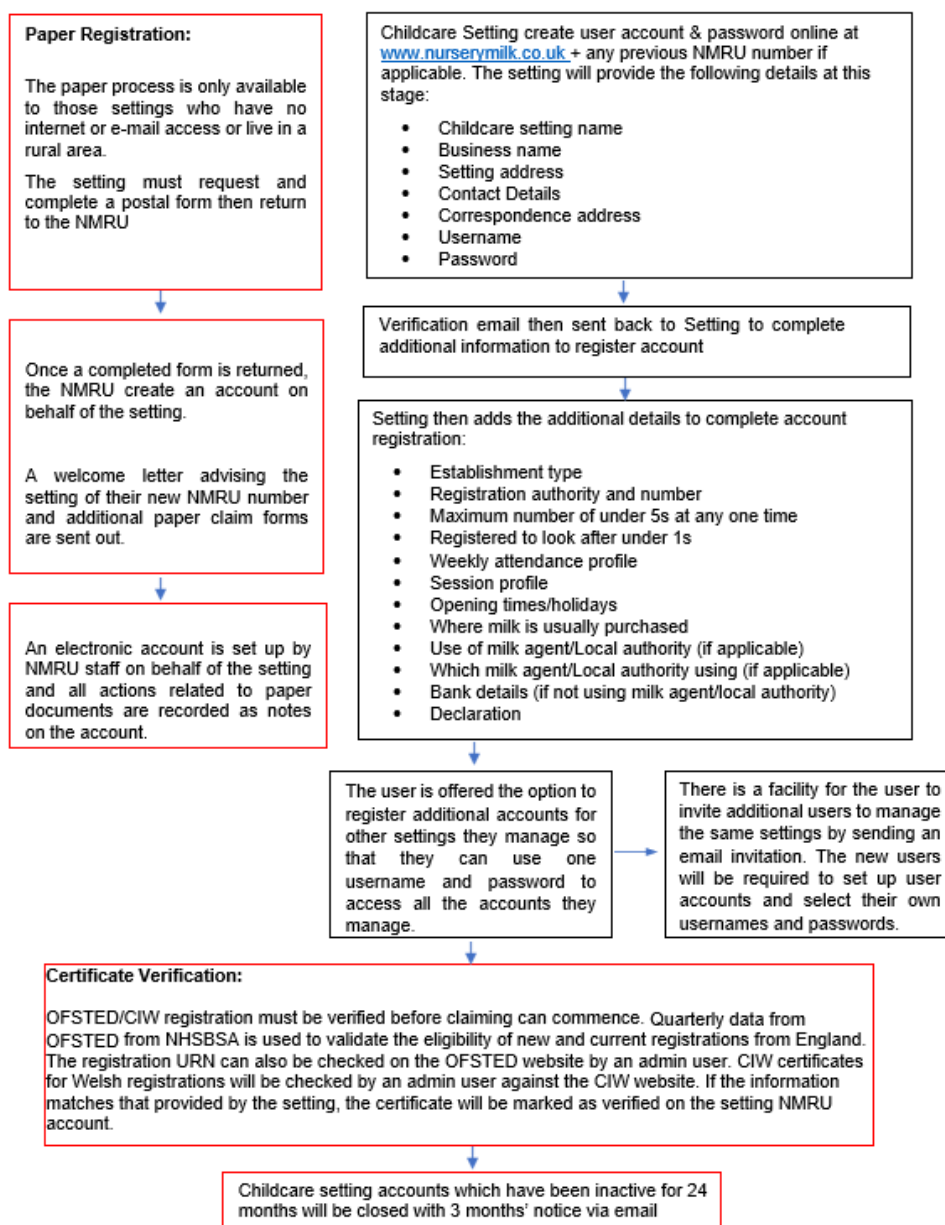 Paper Registration:
The paper process is only available
to those settings who have no
internet or e-mail access or live in a
rural area.
The setting must request and
complete a postal form then return
to the NMRU
Once a completed form is returned,
the NMRU create an account on
behalf of the setting.
A welcome letter advising the
setting of their new NMRU number
and additional paper claim forms
are sent out.
An electronic account is set up by
NMRU staff on behalf of the setting
and all actions related to paper
documents are recorded as notes
on the account.
Childcare Setting create user account & password online at
www.nurserymilk.co.uk + any previous NMRU number if
applicable. The setting will provide the following details at this
stage:
• Childcare setting name
• Business name
• Setting address
• Contact Details
• Correspondence address
• Username
• Password
Verification email then sent back to Setting to complete
additional information to register account
Setting then adds the additional details to complete account
registration:
• Establishment type
• Registration authority and number
• Maximum number of under 5s at any one time
• Registered to look after under 1s
• Weekly attendance profile
• Session profile
• Opening times/holidays
• Where milk is usually purchased
• Use of milk agent/Local authority (if applicable)
• Which milk agent/Local authority using (if applicable)
• Bank details (if not using milk agent/local authority)
• Declaration
The user is offered the option to
register additional accounts for
other settings they manage so
that they can use one
username and password to
access all the accounts they
manage.
There is a facility for the user to
invite additional users to manage
the same settings by sending an
email invitation. The new users
will be required to set up user
accounts and select their own
usernames and passwords.
Certificate Verification:
OFSTED/CIW registration must be verified before claiming can commence. Quarterly data from
OFSTED from NHSBSA is used to validate the eligibility of new and current registrations from England.
The registration URN can also be checked on the OFSTED website by an admin user. CIW certificates
for Welsh registrations will be checked by an admin user against the CIW website. If the information
matches that provided by the setting, the certificate will be marked as verified on the setting NMRU
account.
Childcare setting accounts which have been inactive for 24
months will be closed with 3 months' notice via email